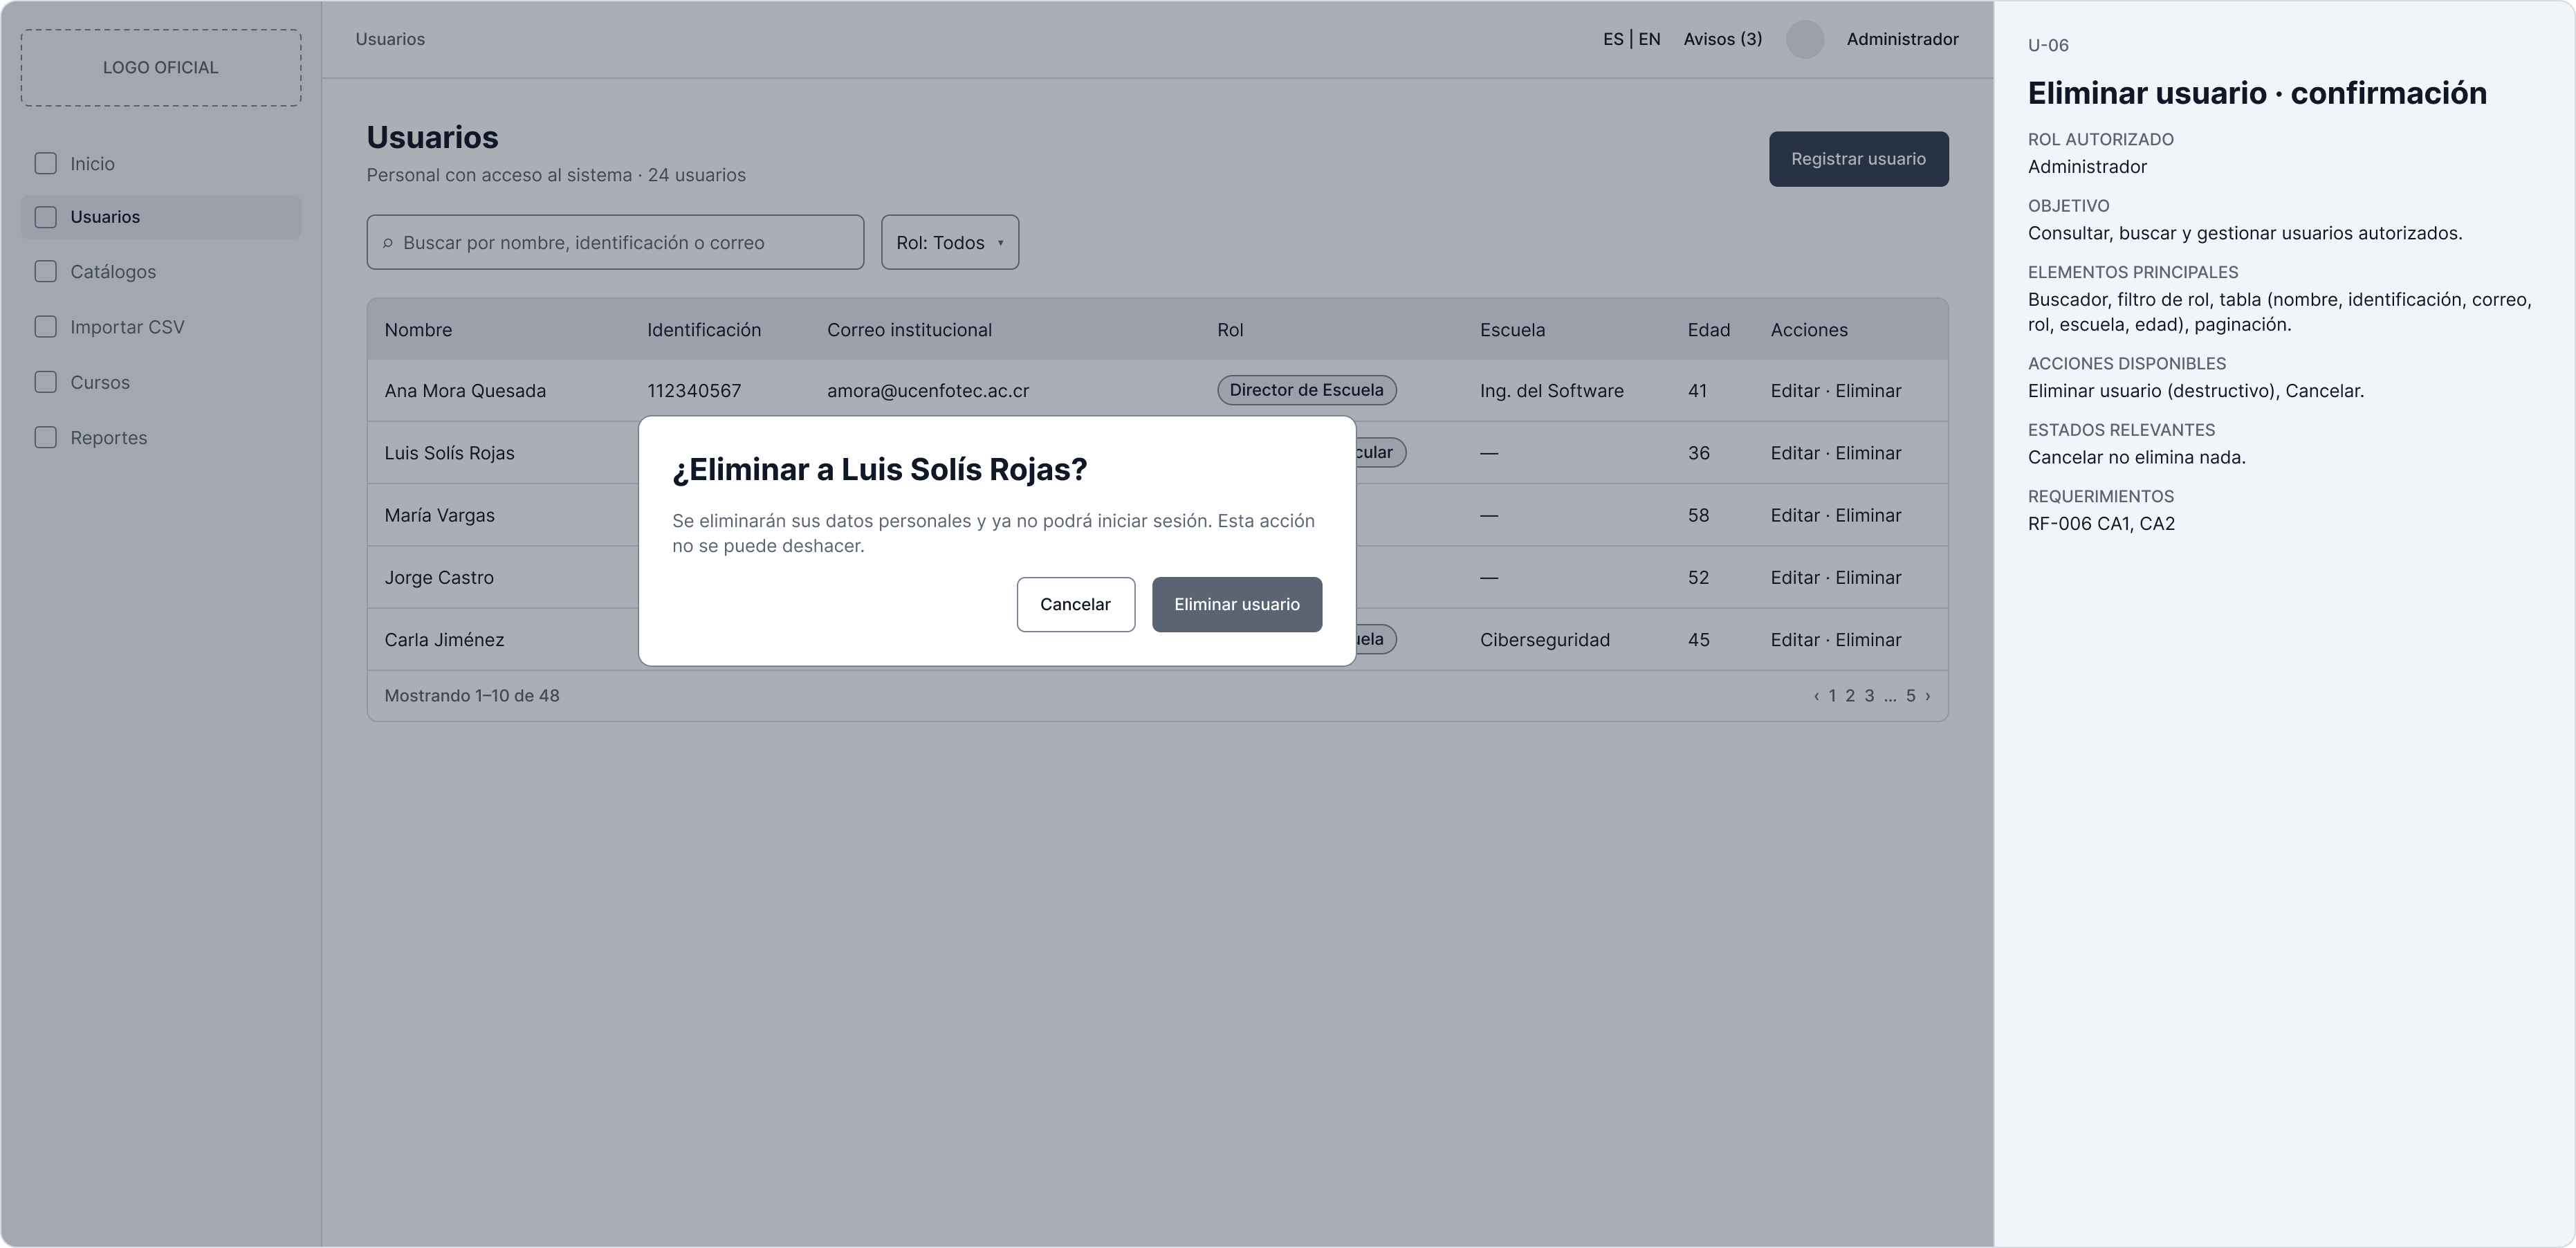 LOGO OFICIAL
Inicio
Usuarios
Catálogos
Importar CSV
Cursos
Reportes
Usuarios
ES | EN Avisos (3) Administrador
Usuarios
Personal con acceso al sistema · 24 usuarios
Registrar usuario
⌕ Buscar por nombre, identificación o correo
Rol: Todos ▾
Nombre Identificación Correo institucional Rol Escuela Edad Acciones
Ana Mora Quesada 112340567 amora@ucenfotec.ac.cr Director de Escuela Ing. del Software 41 Editar · Eliminar
Luis Solís Rojas — 36 Editar · Eliminar
María Vargas — 58 Editar · Eliminar
Jorge Castro — 52 Editar · Eliminar
Carla Jiménez Ciberseguridad 45 Editar · Eliminar
Mostrando 1–10 de 48 ‹ 1 2 3 … 5 ›
¿Eliminar a Luis Solís Rojas?
Se eliminarán sus datos personales y ya no podrá iniciar sesión. Esta acción
no se puede deshacer.
Cancelar
Eliminar usuario
U-06
Eliminar usuario · confirmación
ROL AUTORIZADO
Administrador
OBJETIVO
Consultar, buscar y gestionar usuarios autorizados.
ELEMENTOS PRINCIPALES
Buscador, filtro de rol, tabla (nombre, identificación, correo,
rol, escuela, edad), paginación.
ACCIONES DISPONIBLES
Eliminar usuario (destructivo), Cancelar.
ESTADOS RELEVANTES
Cancelar no elimina nada.
REQUERIMIENTOS
RF-006 CA1, CA2